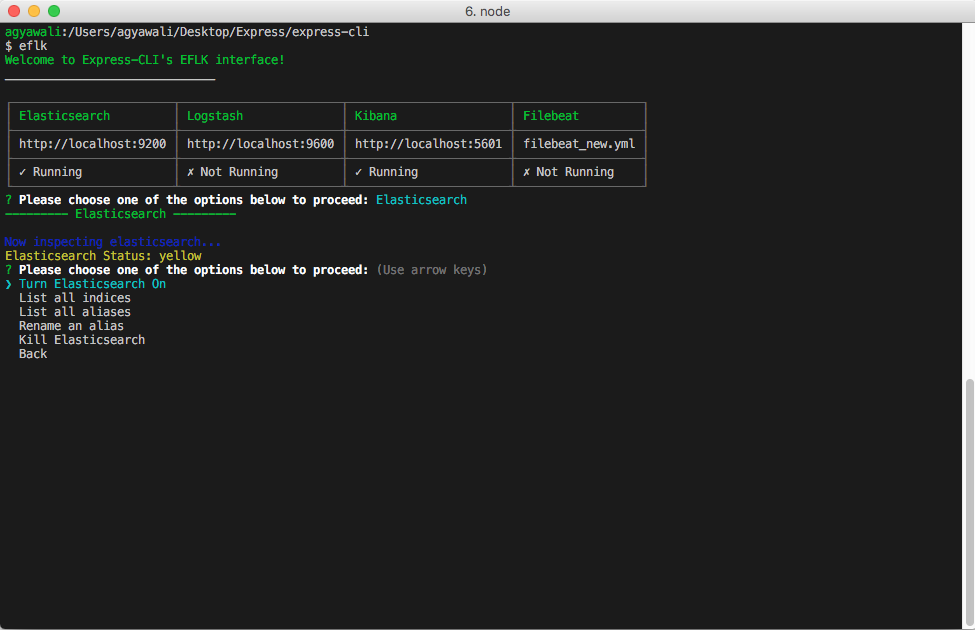 6. node
agyawali:/Users/agyawali/Desktop/Express/express-cli
$ eflk
Welcome to Express-CLI's EFLK interface!
Elasticsearch Logstash Kibana Filebeat
http://localhost:9200 http://localhost:9600 http://localhost:5601 filebeat_new.yml
✓ Running ✗ Not Running ✓ Running ✗ Not Running
? Please choose one of the options below to proceed: Elasticsearch
--------- Elasticsearch ---------
Now inspecting elasticsearch...
Elasticsearch Status: yellow
? Please choose one of the options below to proceed: (Use arrow keys)
❯ Turn Elasticsearch On
List all indices
List all aliases
Rename an alias
Kill Elasticsearch
Back